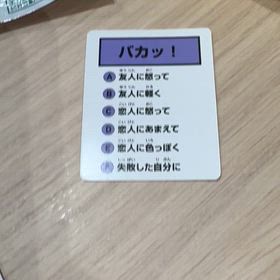 バカッ！
A 友人に怒って
B 友人に軽く
C 恋人に怒って
D 恋人にあまえて
E 恋人に色っぽく
F 失敗した自分に